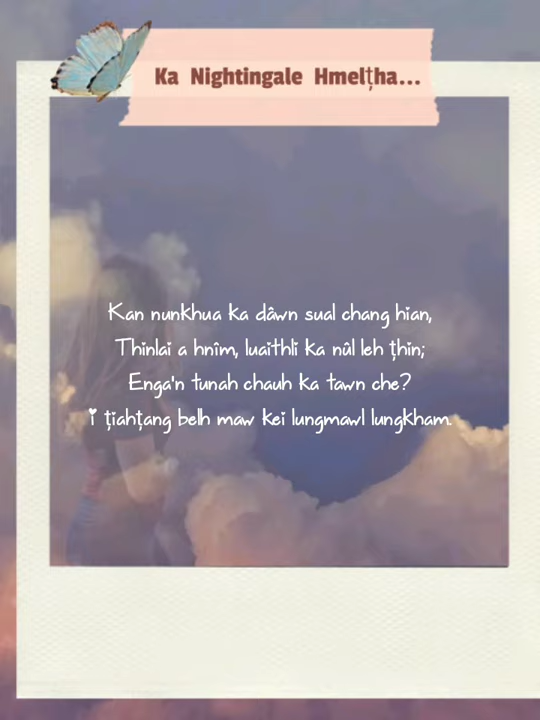 Ka Nightingale Hmelṭha...
Kan nunkhua ka dâwn sual chang hian,
Thinlai a hnîm, luaithli ka nûl leh ṭhin;
Enga'n tunah chauh ka tawn che?
I ṭiahṭang belh maw kei lungmawl lungkham.